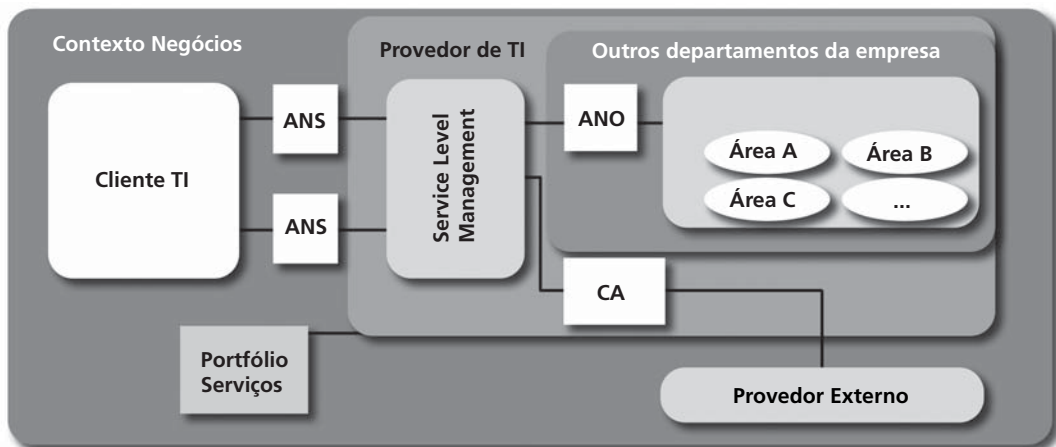 Contexto Negócios
Provedor de TI
Outros departamentos da empresa
Cliente TI
ANS
ANS
Service Level
Management
ANO
Área A
Área B
Área C
...
CA
Portfólio
Serviços
Provedor Externo